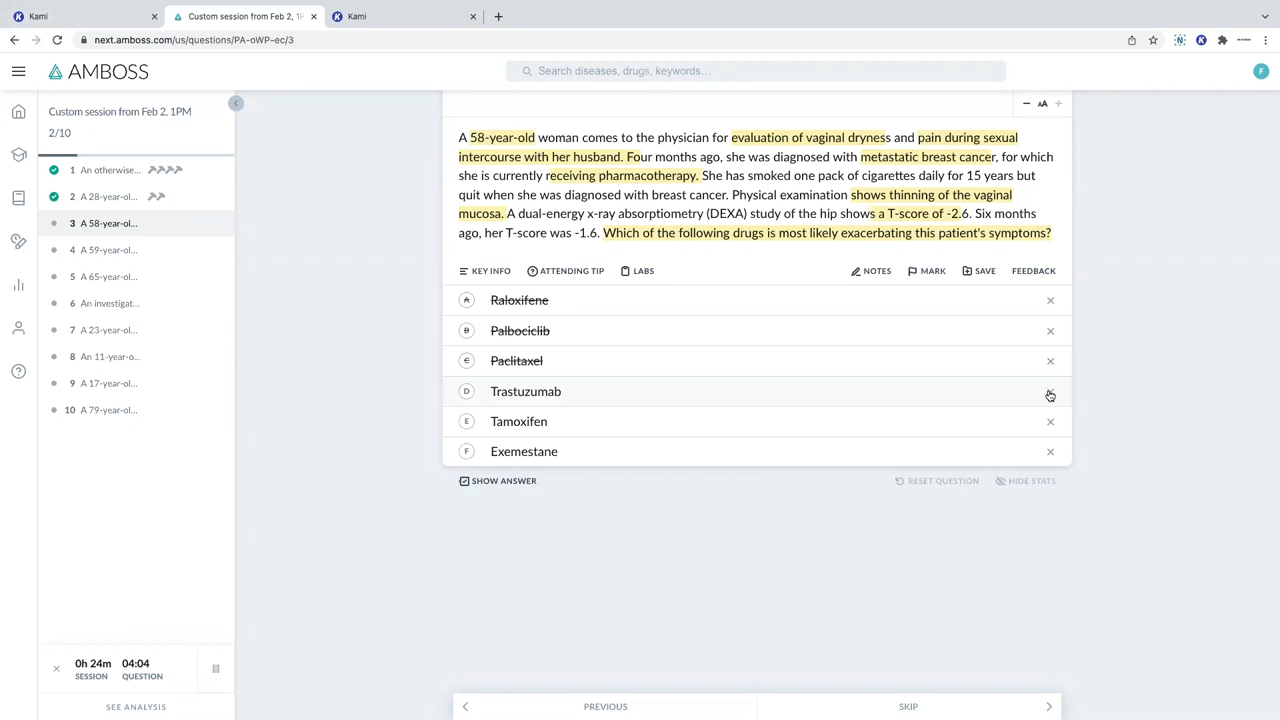 Kami
Custom session from Feb 2, 1P
Kami
next.amboss.com/us/questions/PA-oWP-ec/3
AMBOSS
Search diseases, drugs, keywords…
F
Custom session from Feb 2, 1PM
2/10
1 An otherwise...
2 A 28-year-ol...
3 A 58-year-ol...
4 A 59-year-ol...
5 A 65-year-ol...
6 An investigat...
7 A 23-year-ol...
8 An 11-year-o...
9 A 17-year-ol...
10 A 79-year-ol...
0h 24m 04:04
SESSION QUESTION
SEE ANALYSIS
AA
A 58-year-old woman comes to the physician for evaluation of vaginal dryness and pain during sexual
intercourse with her husband. Four months ago, she was diagnosed with metastatic breast cancer, for which
she is currently receiving pharmacotherapy. She has smoked one pack of cigarettes daily for 15 years but
quit when she was diagnosed with breast cancer. Physical examination shows thinning of the vaginal
mucosa. A dual-energy x-ray absorptiometry (DEXA) study of the hip shows a T-score of -2.6. Six months
ago, her T-score was -1.6. Which of the following drugs is most likely exacerbating this patient's symptoms?
KEY INFO ATTENDING TIP LABS NOTES MARK SAVE FEEDBACK
A Raloxifene
B Palbociclib
C Paclitaxel
D Trastuzumab
E Tamoxifen
F Exemestane
SHOW ANSWER RESET QUESTION HIDE STATS
PREVIOUS SKIP